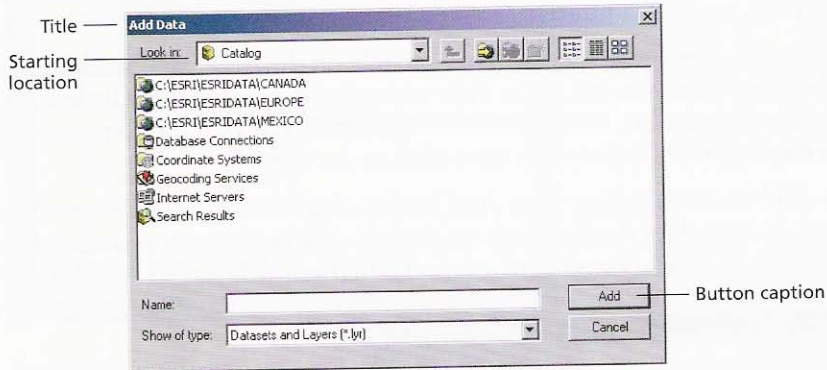 Title
Add Data
Starting location
Look in: Catalog
C:\ESRI\ESRIDATA\CANADA
C:\ESRI\ESRIDATA\EUROPE
C:\ESRI\ESRIDATA\MEXICO
Database Connections
Coordinate Systems
Geocoding Services
Internet Servers
Search Results
Name:
Add
Button caption
Show of type: Datasets and Layers (*.lyr)
Cancel